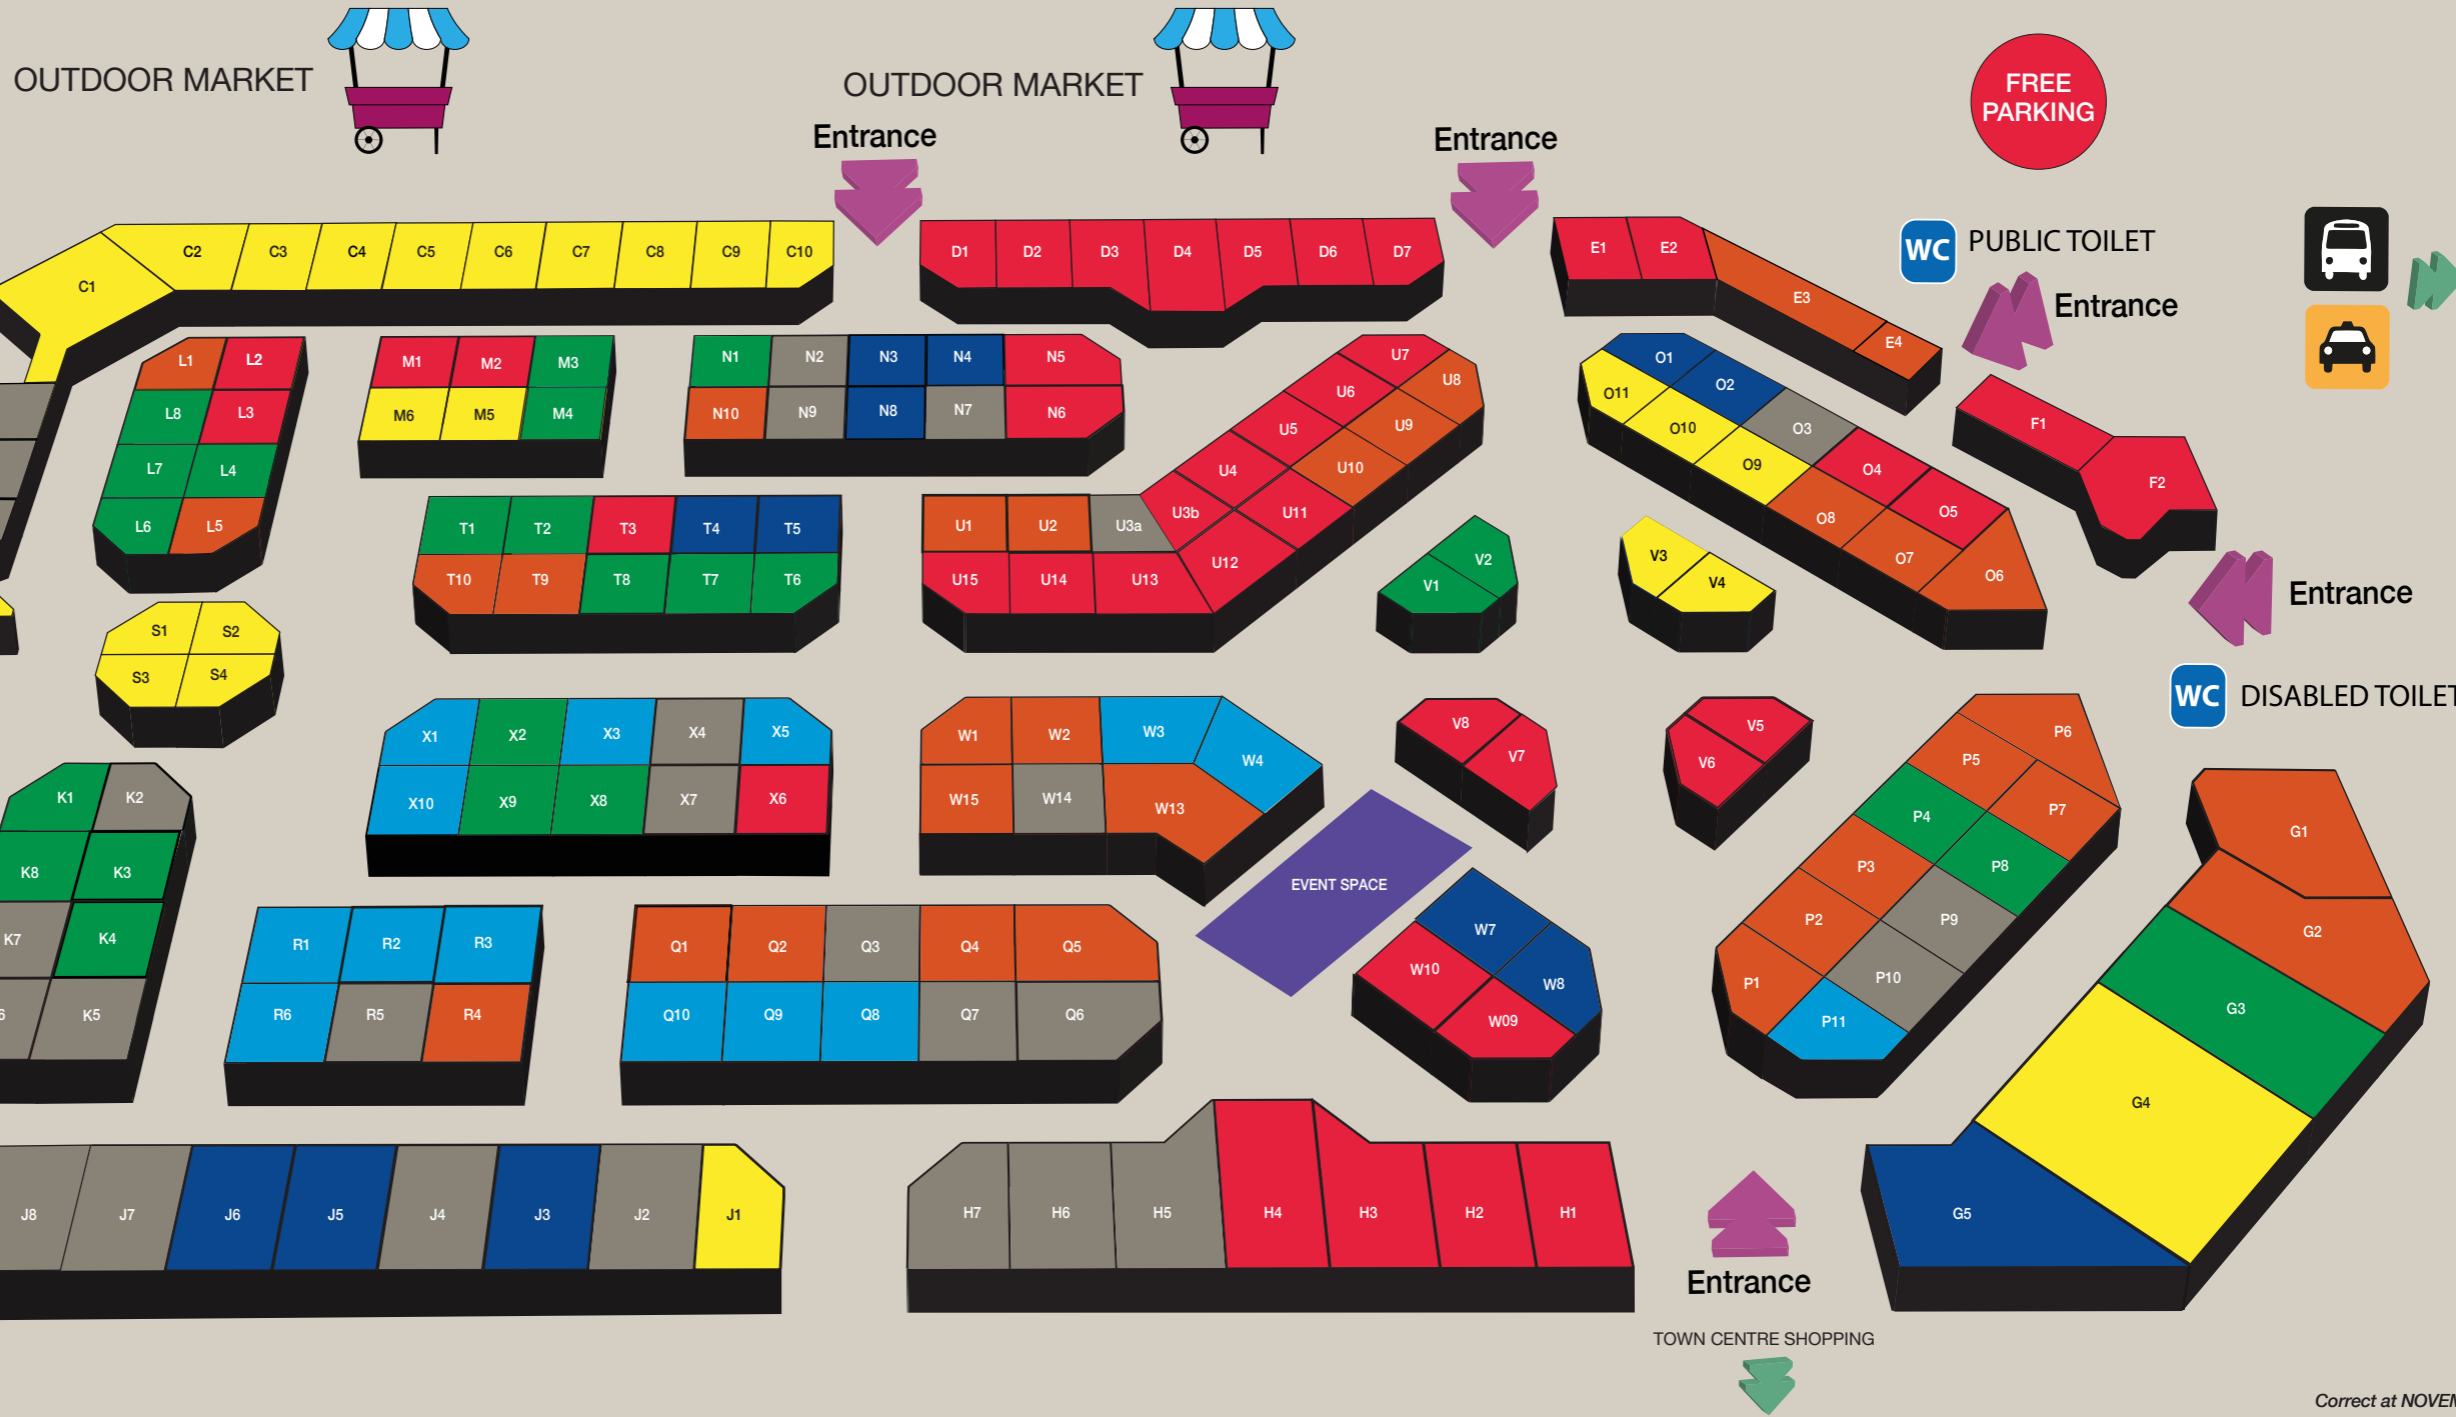 OUTDOOR MARKET
OUTDOOR MARKET
FREE
PARKING
Entrance
Entrance
C1
C2
C3
C4
C5
C6
C7
C8
C9
C10
D1
D2
D3
D4
D5
D6
D7
E1
E2
E3
E4
WC PUBLIC TOILET
Entrance
L1
L2
L8
L3
L7
L4
L6
L5
M1
M2
M3
M6
M5
M4
N1
N2
N3
N4
N5
N10
N9
N8
N7
N6
U7
U6
U8
U5
U9
U4
U10
U3b
U11
U1
U2
U3a
U12
U15
U14
U13
O1
O11
O2
O10
O3
O9
O4
O8
O5
O7
O6
F1
F2
Entrance
T1
T2
T3
T4
T5
T10
T9
T8
T7
T6
V2
V1
V3
V4
S1
S2
S3
S4
WC DISABLED TOILET
X1
X2
X3
X4
X5
X10
X9
X8
X7
X6
W1
W2
W3
W4
W15
W14
W13
V8
V7
V5
V6
P6
P5
P7
P4
P8
P3
P9
P2
P10
P1
P11
K1
K2
K8
K3
K7
K4
6
K5
EVENT SPACE
W7
W10
W8
W09
G1
G2
G3
G4
G5
R1
R2
R3
R6
R5
R4
Q1
Q2
Q3
Q4
Q5
Q10
Q9
Q8
Q7
Q6
J8
J7
J6
J5
J4
J3
J2
J1
H7
H6
H5
H4
H3
H2
H1
Entrance
TOWN CENTRE SHOPPING
Correct at NOVEM